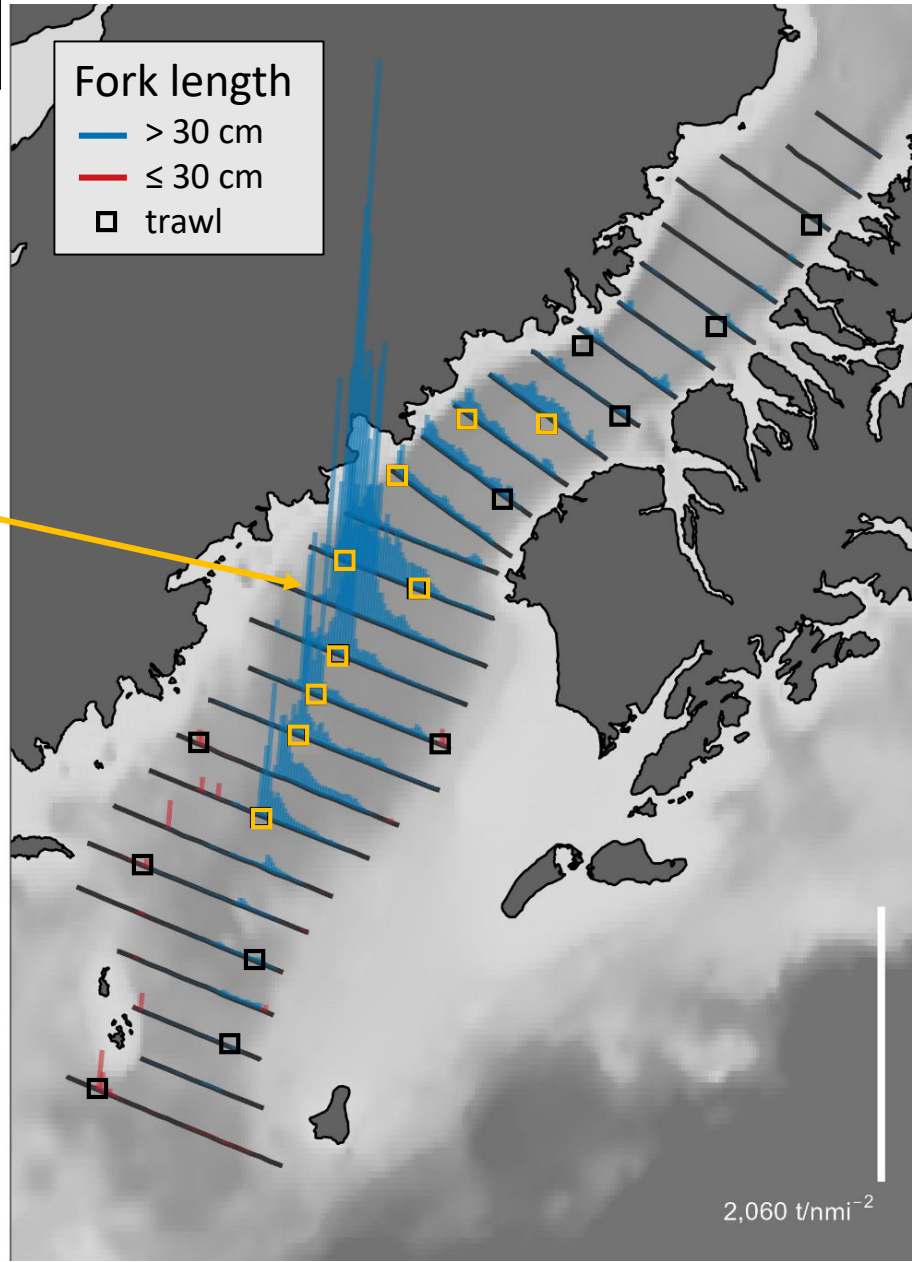 Fork length
> 30 cm
≤ 30 cm
trawl
2,060 t/nmi⁻²